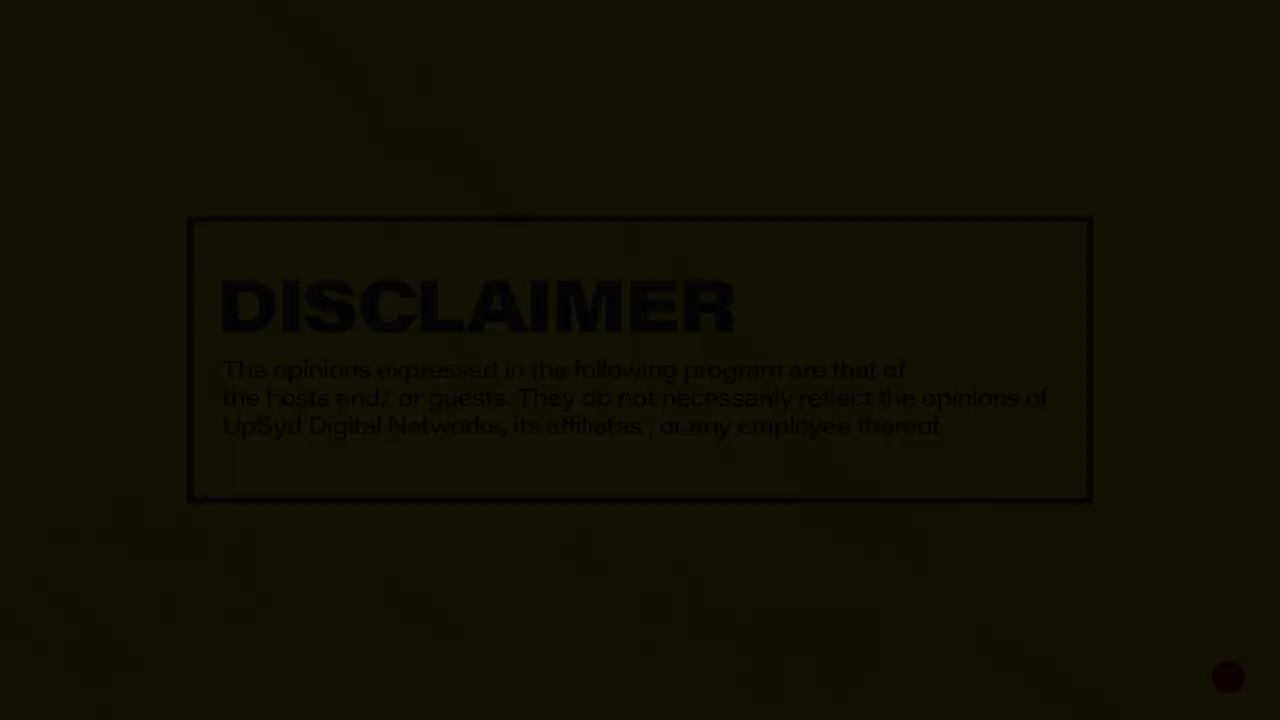 DISCLAIMER
The opinions expressed in the following program are that of
the hosts and/ or guests. They do not necessarily reflect the opinions of
UpSyd Digital Networks, its affiliates , or any employee thereof.